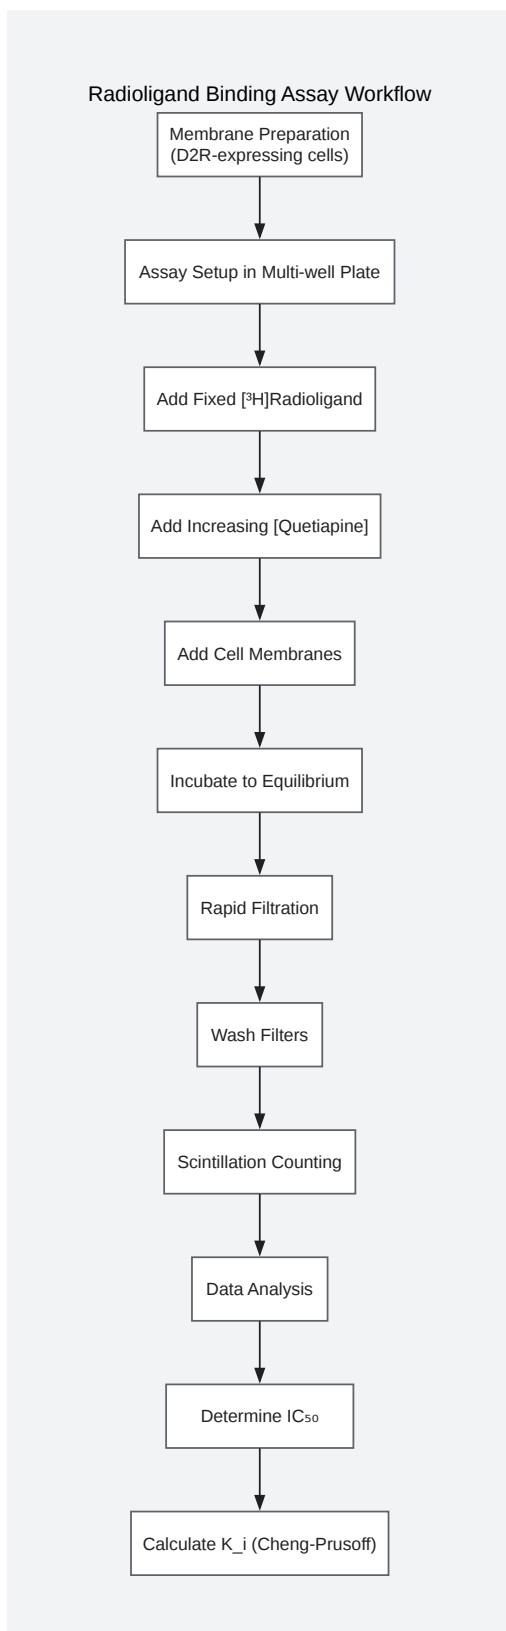 Radioligand Binding Assay Workflow
Membrane Preparation
(D2R-expressing cells)
Assay Setup in Multi-well Plate
Add Fixed [³H]Radioligand
Add Increasing [Quetiapine]
Add Cell Membranes
Incubate to Equilibrium
Rapid Filtration
Wash Filters
Scintillation Counting
Data Analysis
Determine IC₅₀
Calculate K_i (Cheng-Prusoff)